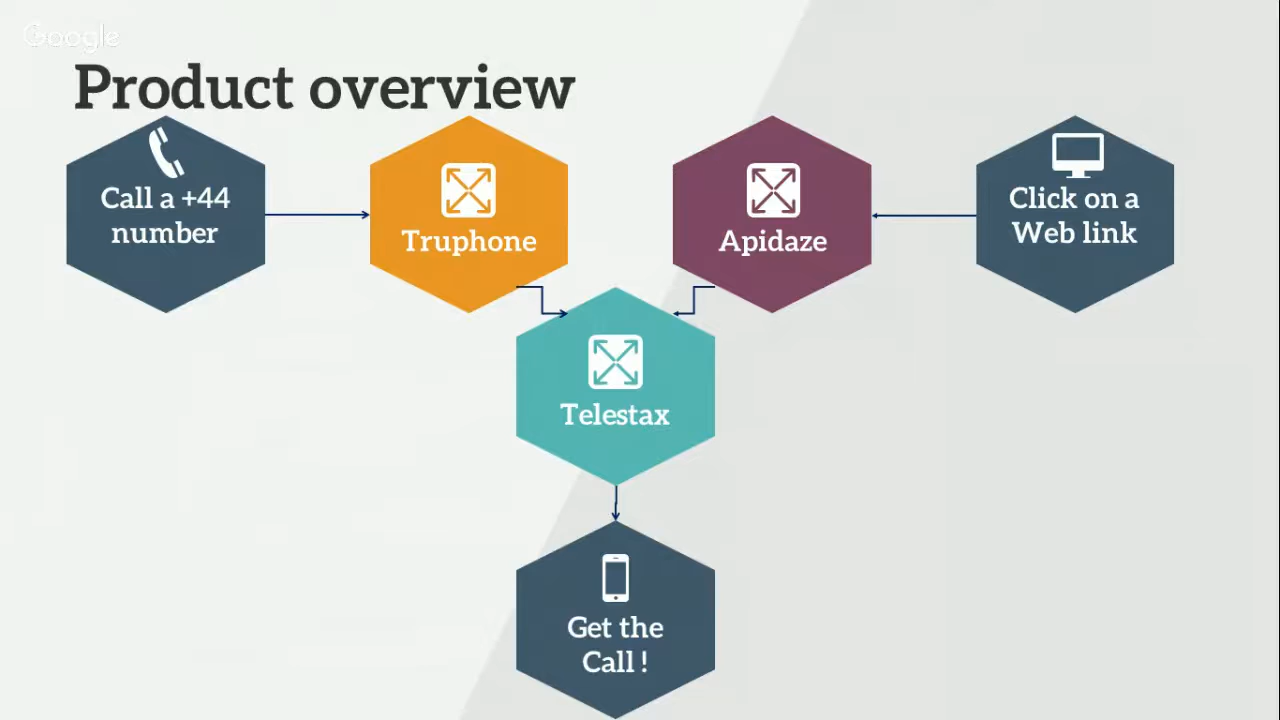 Google
Product overview
Call a +44
number
Truphone
Apidaze
Click on a
Web link
Telestax
Get the
Call !